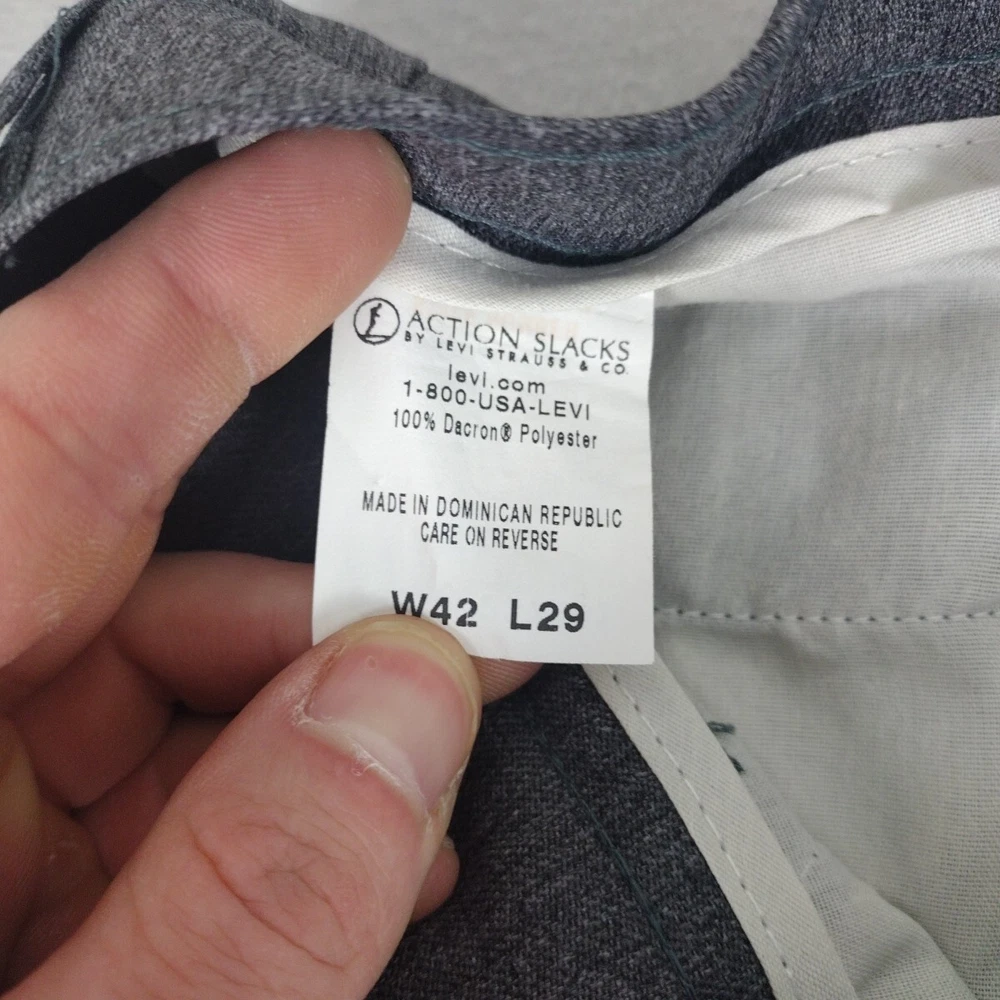 ACTION SLACKS
BY LEVI STRAUSS & CO.
levi.com
1-800-USA-LEVI
100% Dacron® Polyester
MADE IN DOMINICAN REPUBLIC
CARE ON REVERSE
W42 L29